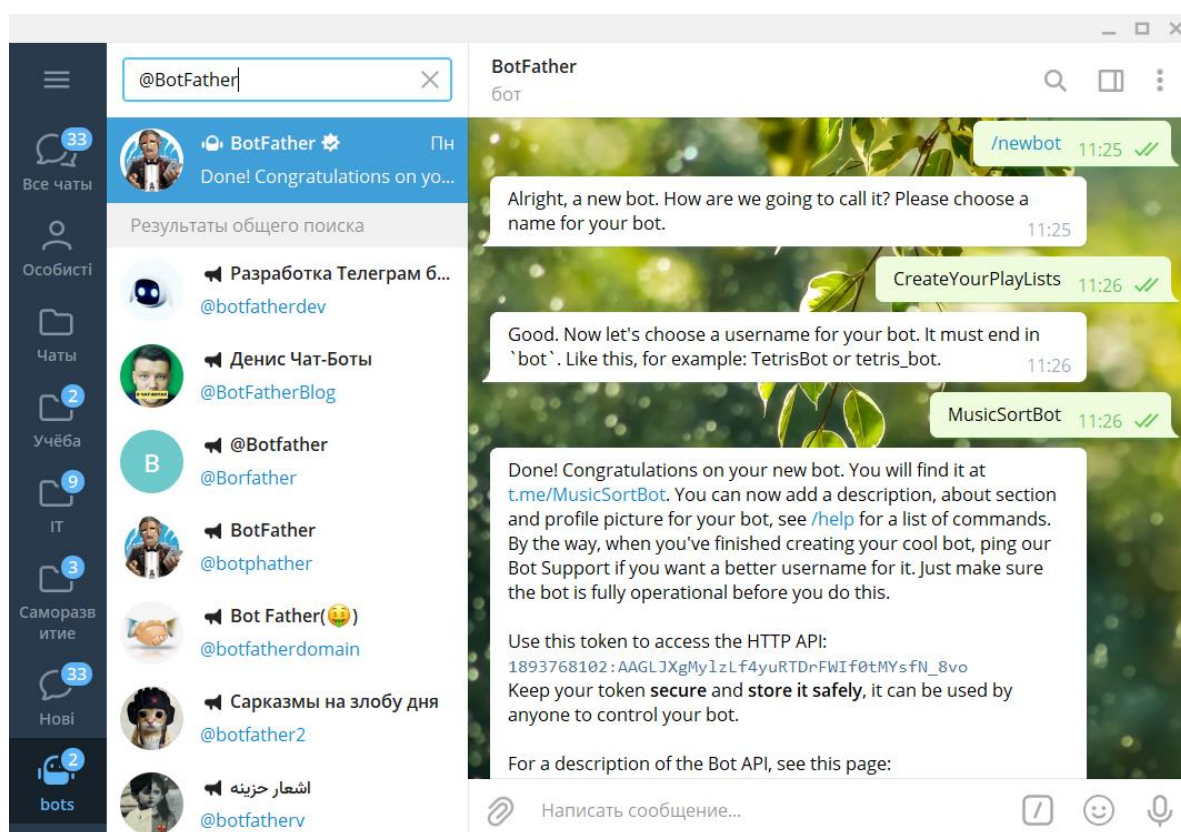 @BotFather
BotFather
бот
33
Все чаты
Особисті
Чаты
2
Учёба
9
IT
3
Саморазв
итие
33
Нові
2
bots
BotFather
Пн
Done! Congratulations on yo...
Результаты общего поиска
Разработка Телеграм б...
@botfatherdev
Денис Чат-Боты
@BotFatherBlog
B
@Botfather
@Borfather
BotFather
@botphather
Bot Father(🤑)
@botfatherdomain
Сарказмы на злобу дня
@botfather2
اشعار حزینه
@botfatherv
/newbot 11:25
Alright, a new bot. How are we going to call it? Please choose a
name for your bot.
11:25
CreateYourPlayLists 11:26
Good. Now let's choose a username for your bot. It must end in
`bot`. Like this, for example: TetrisBot or tetris_bot.
11:26
MusicSortBot 11:26
Done! Congratulations on your new bot. You will find it at
t.me/MusicSortBot. You can now add a description, about section
and profile picture for your bot, see /help for a list of commands.
By the way, when you've finished creating your cool bot, ping our
Bot Support if you want a better username for it. Just make sure
the bot is fully operational before you do this.
Use this token to access the HTTP API:
1893768102:AAGLJXgMylzLf4yuRTDrFWIf0tMYsfN_8vo
Keep your token secure and store it safely, it can be used by
anyone to control your bot.
For a description of the Bot API, see this page:
Написать сообщение...